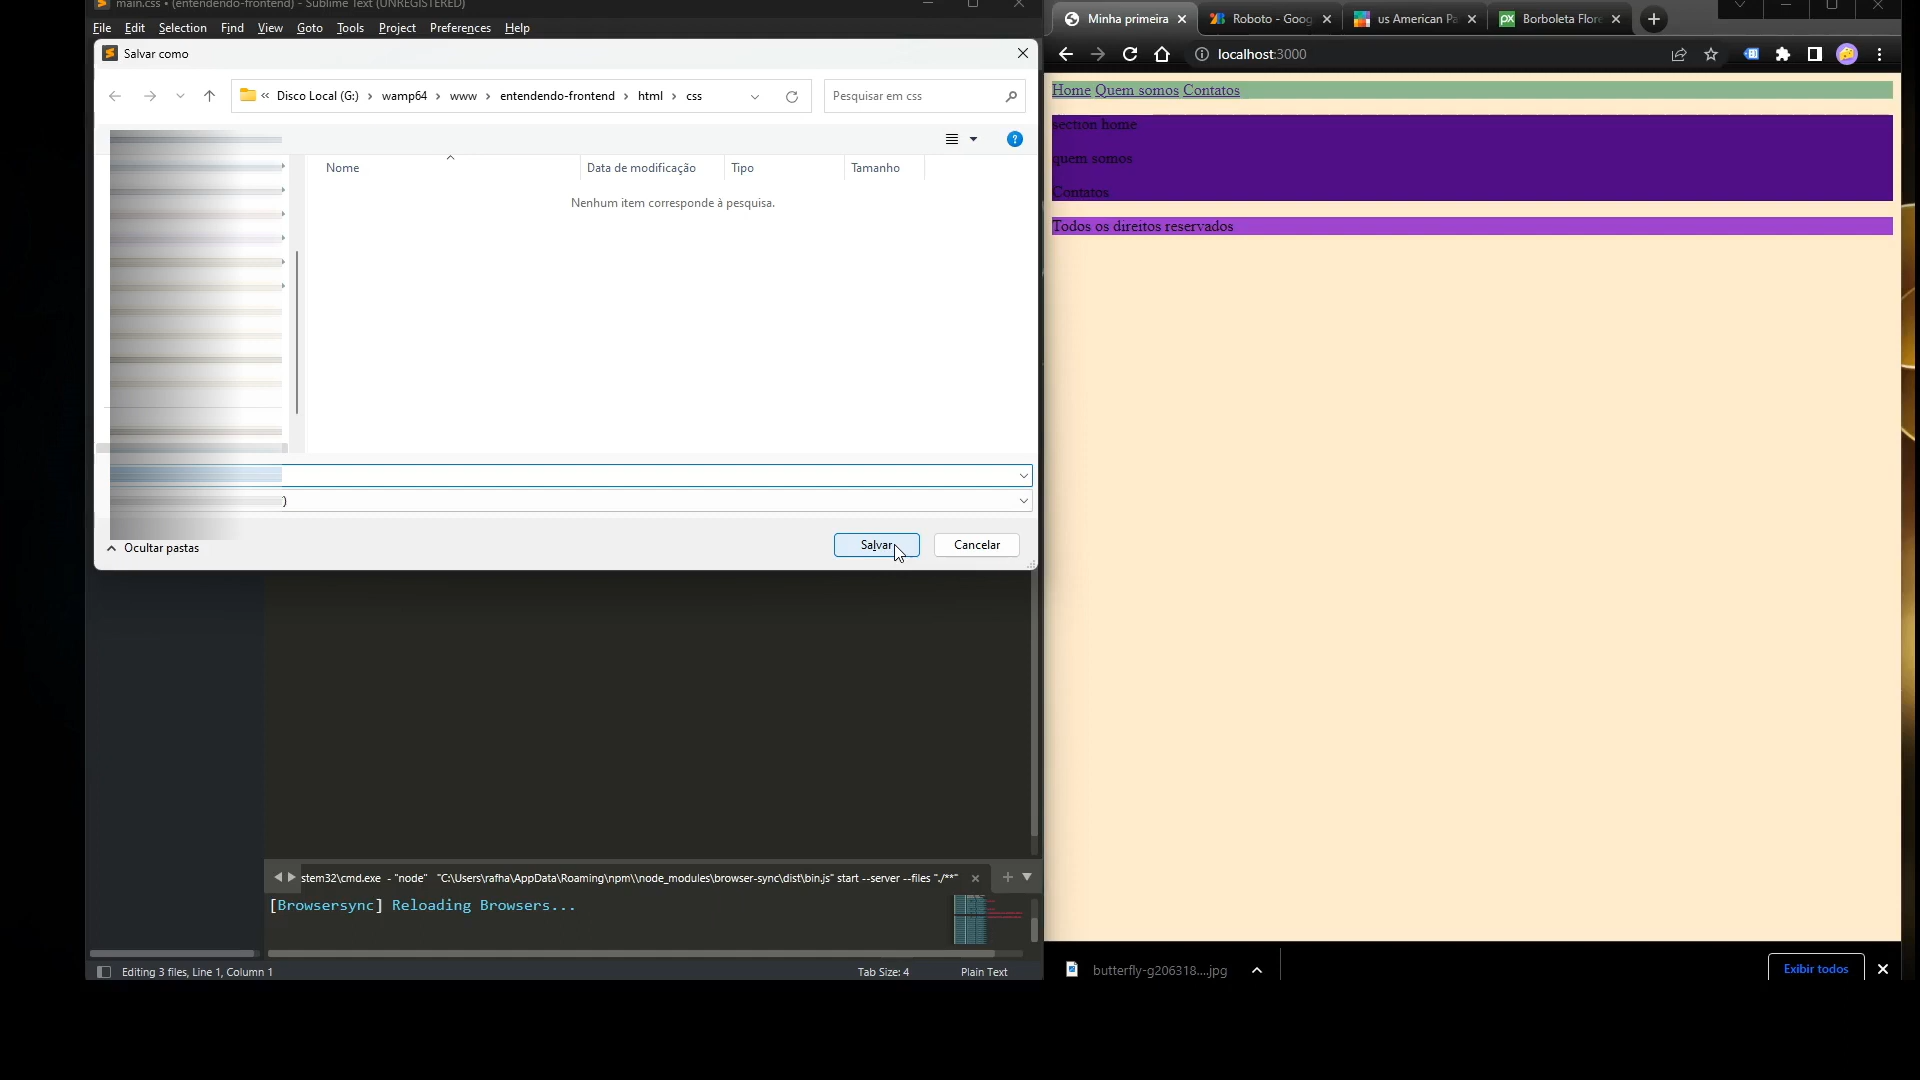 main.css • (entendendo-frontend) - Sublime Text (UNREGISTERED)
File Edit Selection Find View Goto Tools Project Preferences Help
Salvar como
« Disco Local (G:) › wamp64 › www › entendendo-frontend › html › css
Pesquisar em css
Nome Data de modificação Tipo Tamanho
Nenhum item corresponde à pesquisa.
)
Ocultar pastas
Salvar Cancelar
stem32\cmd.exe - "node" "C:\Users\rafha\AppData\Roaming\npm\\node_modules\browser-sync\dist\bin.js" start --server --files "./**"
[Browsersync] Reloading Browsers...
Editing 3 files, Line 1, Column 1
Tab Size: 4
Plain Text
Minha primeira
Roboto - Goog
us American Pa
Borboleta Flore
localhost:3000
Home Quem somos Contatos
section home
quem somos
Contatos
Todos os direitos reservados
butterfly-g206318....jpg
Exibir todos